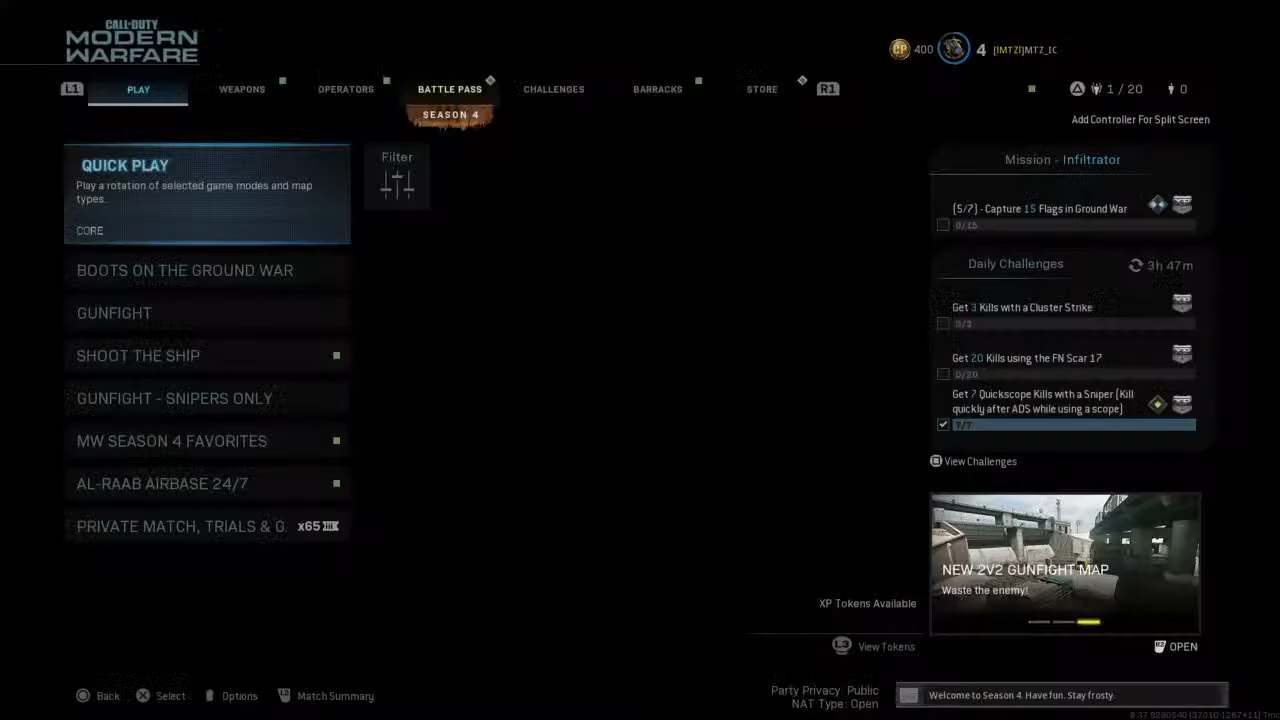 CALL OF DUTY
MODERN
WARFARE
CP 400 4 [IMTZI]MTZ_IC
L1 PLAY WEAPONS OPERATORS BATTLE PASS CHALLENGES BARRACKS STORE R1 1 / 20 0
SEASON 4
Add Controller For Split Screen
QUICK PLAY
Play a rotation of selected game modes and map
types.
CORE
Filter
BOOTS ON THE GROUND WAR
GUNFIGHT
SHOOT THE SHIP
GUNFIGHT - SNIPERS ONLY
MW SEASON 4 FAVORITES
AL-RAAB AIRBASE 24/7
PRIVATE MATCH, TRIALS & G. x65
Mission - Infiltrator
(5/7) - Capture 15 Flags in Ground War
0/15
Daily Challenges 3h 47m
Get 3 Kills with a Cluster Strike
0/3
Get 20 Kills using the FN Scar 17
0/20
Get 7 Quickscope Kills with a Sniper (Kill
quickly after ADS while using a scope)
7/7
View Challenges
NEW 2V2 GUNFIGHT MAP
Waste the enemy!
XP Tokens Available
L3 View Tokens
R2 OPEN
Back Select Options L2 Match Summary
Party Privacy Public
NAT Type: Open
Welcome to Season 4. Have fun. Stay frosty.